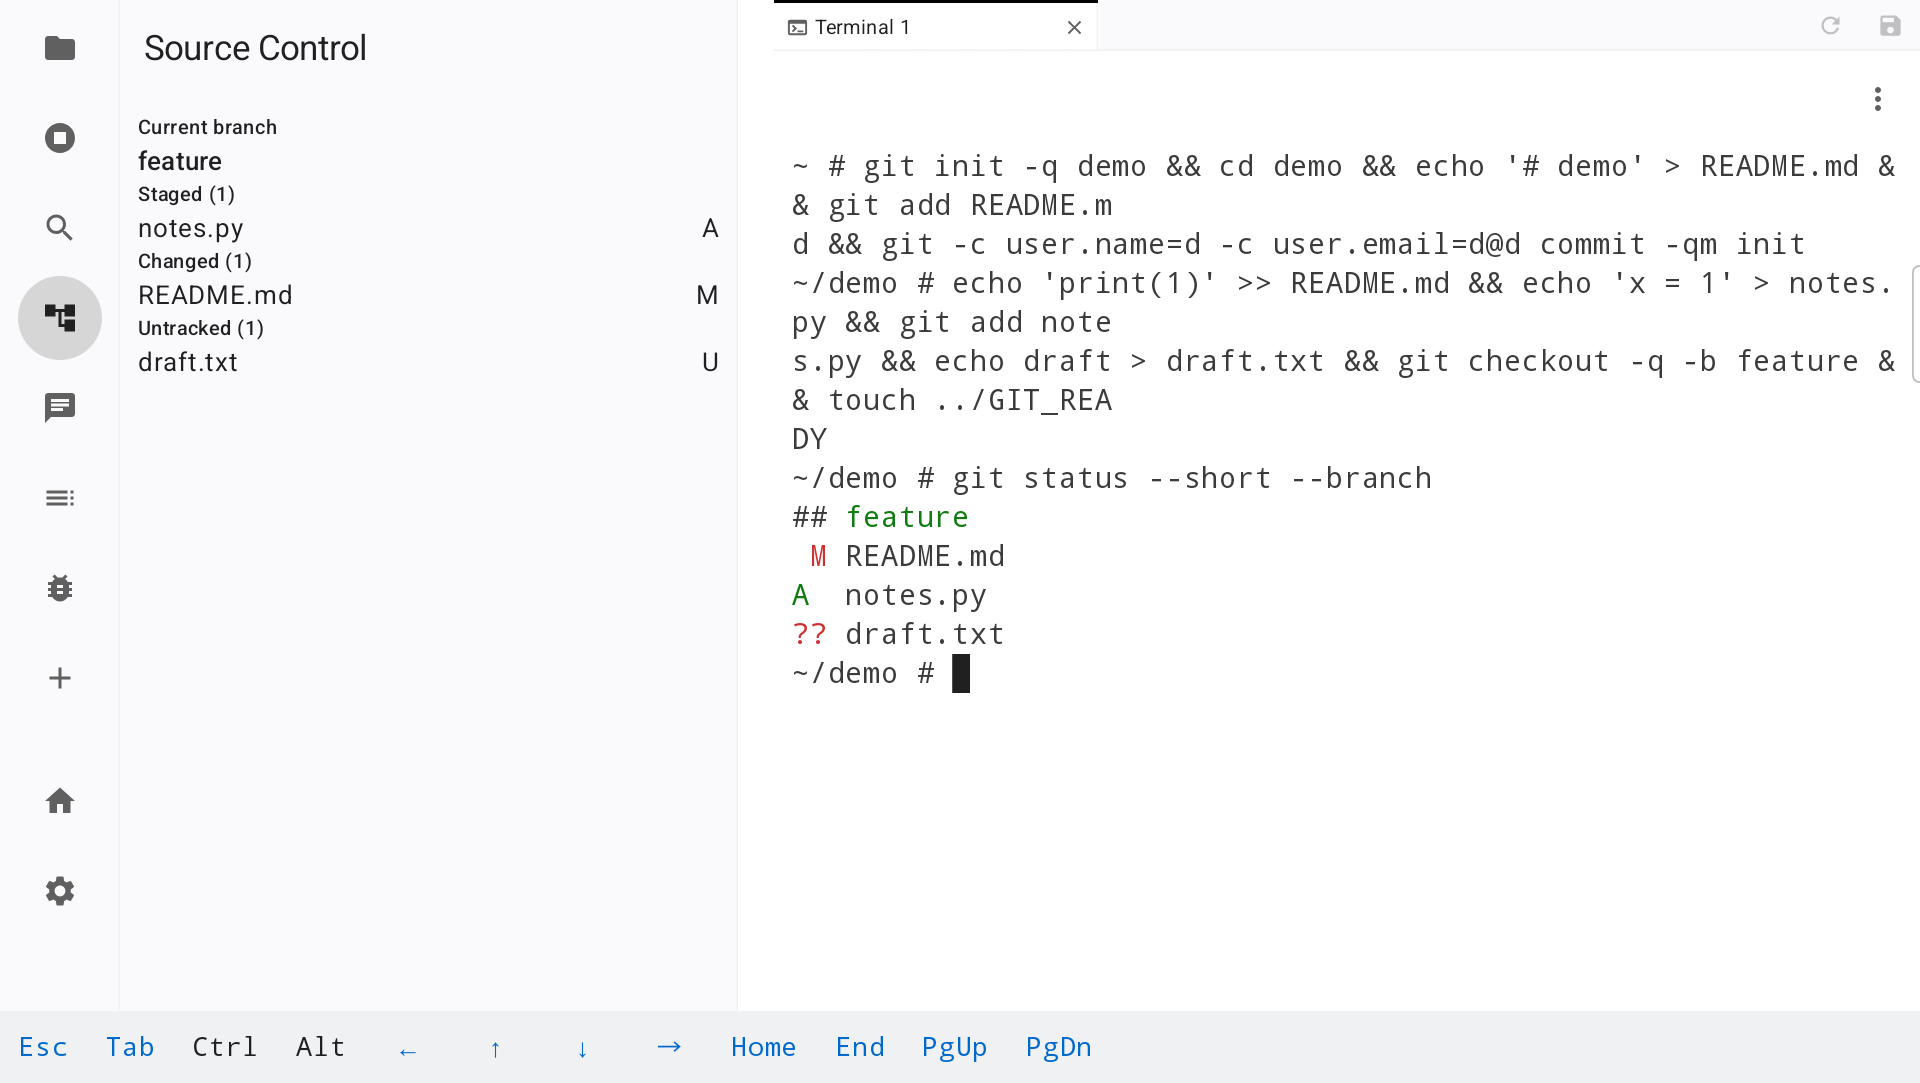 Source Control
Current branch
feature
Staged (1)
notes.py A
Changed (1)
README.md M
Untracked (1)
draft.txt U
Terminal 1
~ # git init -q demo && cd demo && echo '# demo' > README.md &
& git add README.m
d && git -c user.name=d -c user.email=d@d commit -qm init
~/demo # echo 'print(1)' >> README.md && echo 'x = 1' > notes.
py && git add note
s.py && echo draft > draft.txt && git checkout -q -b feature &
& touch ../GIT_REA
DY
~/demo # git status --short --branch
## feature
 M README.md
A  notes.py
?? draft.txt
~/demo #
Esc Tab Ctrl Alt ← ↑ ↓ → Home End PgUp PgDn